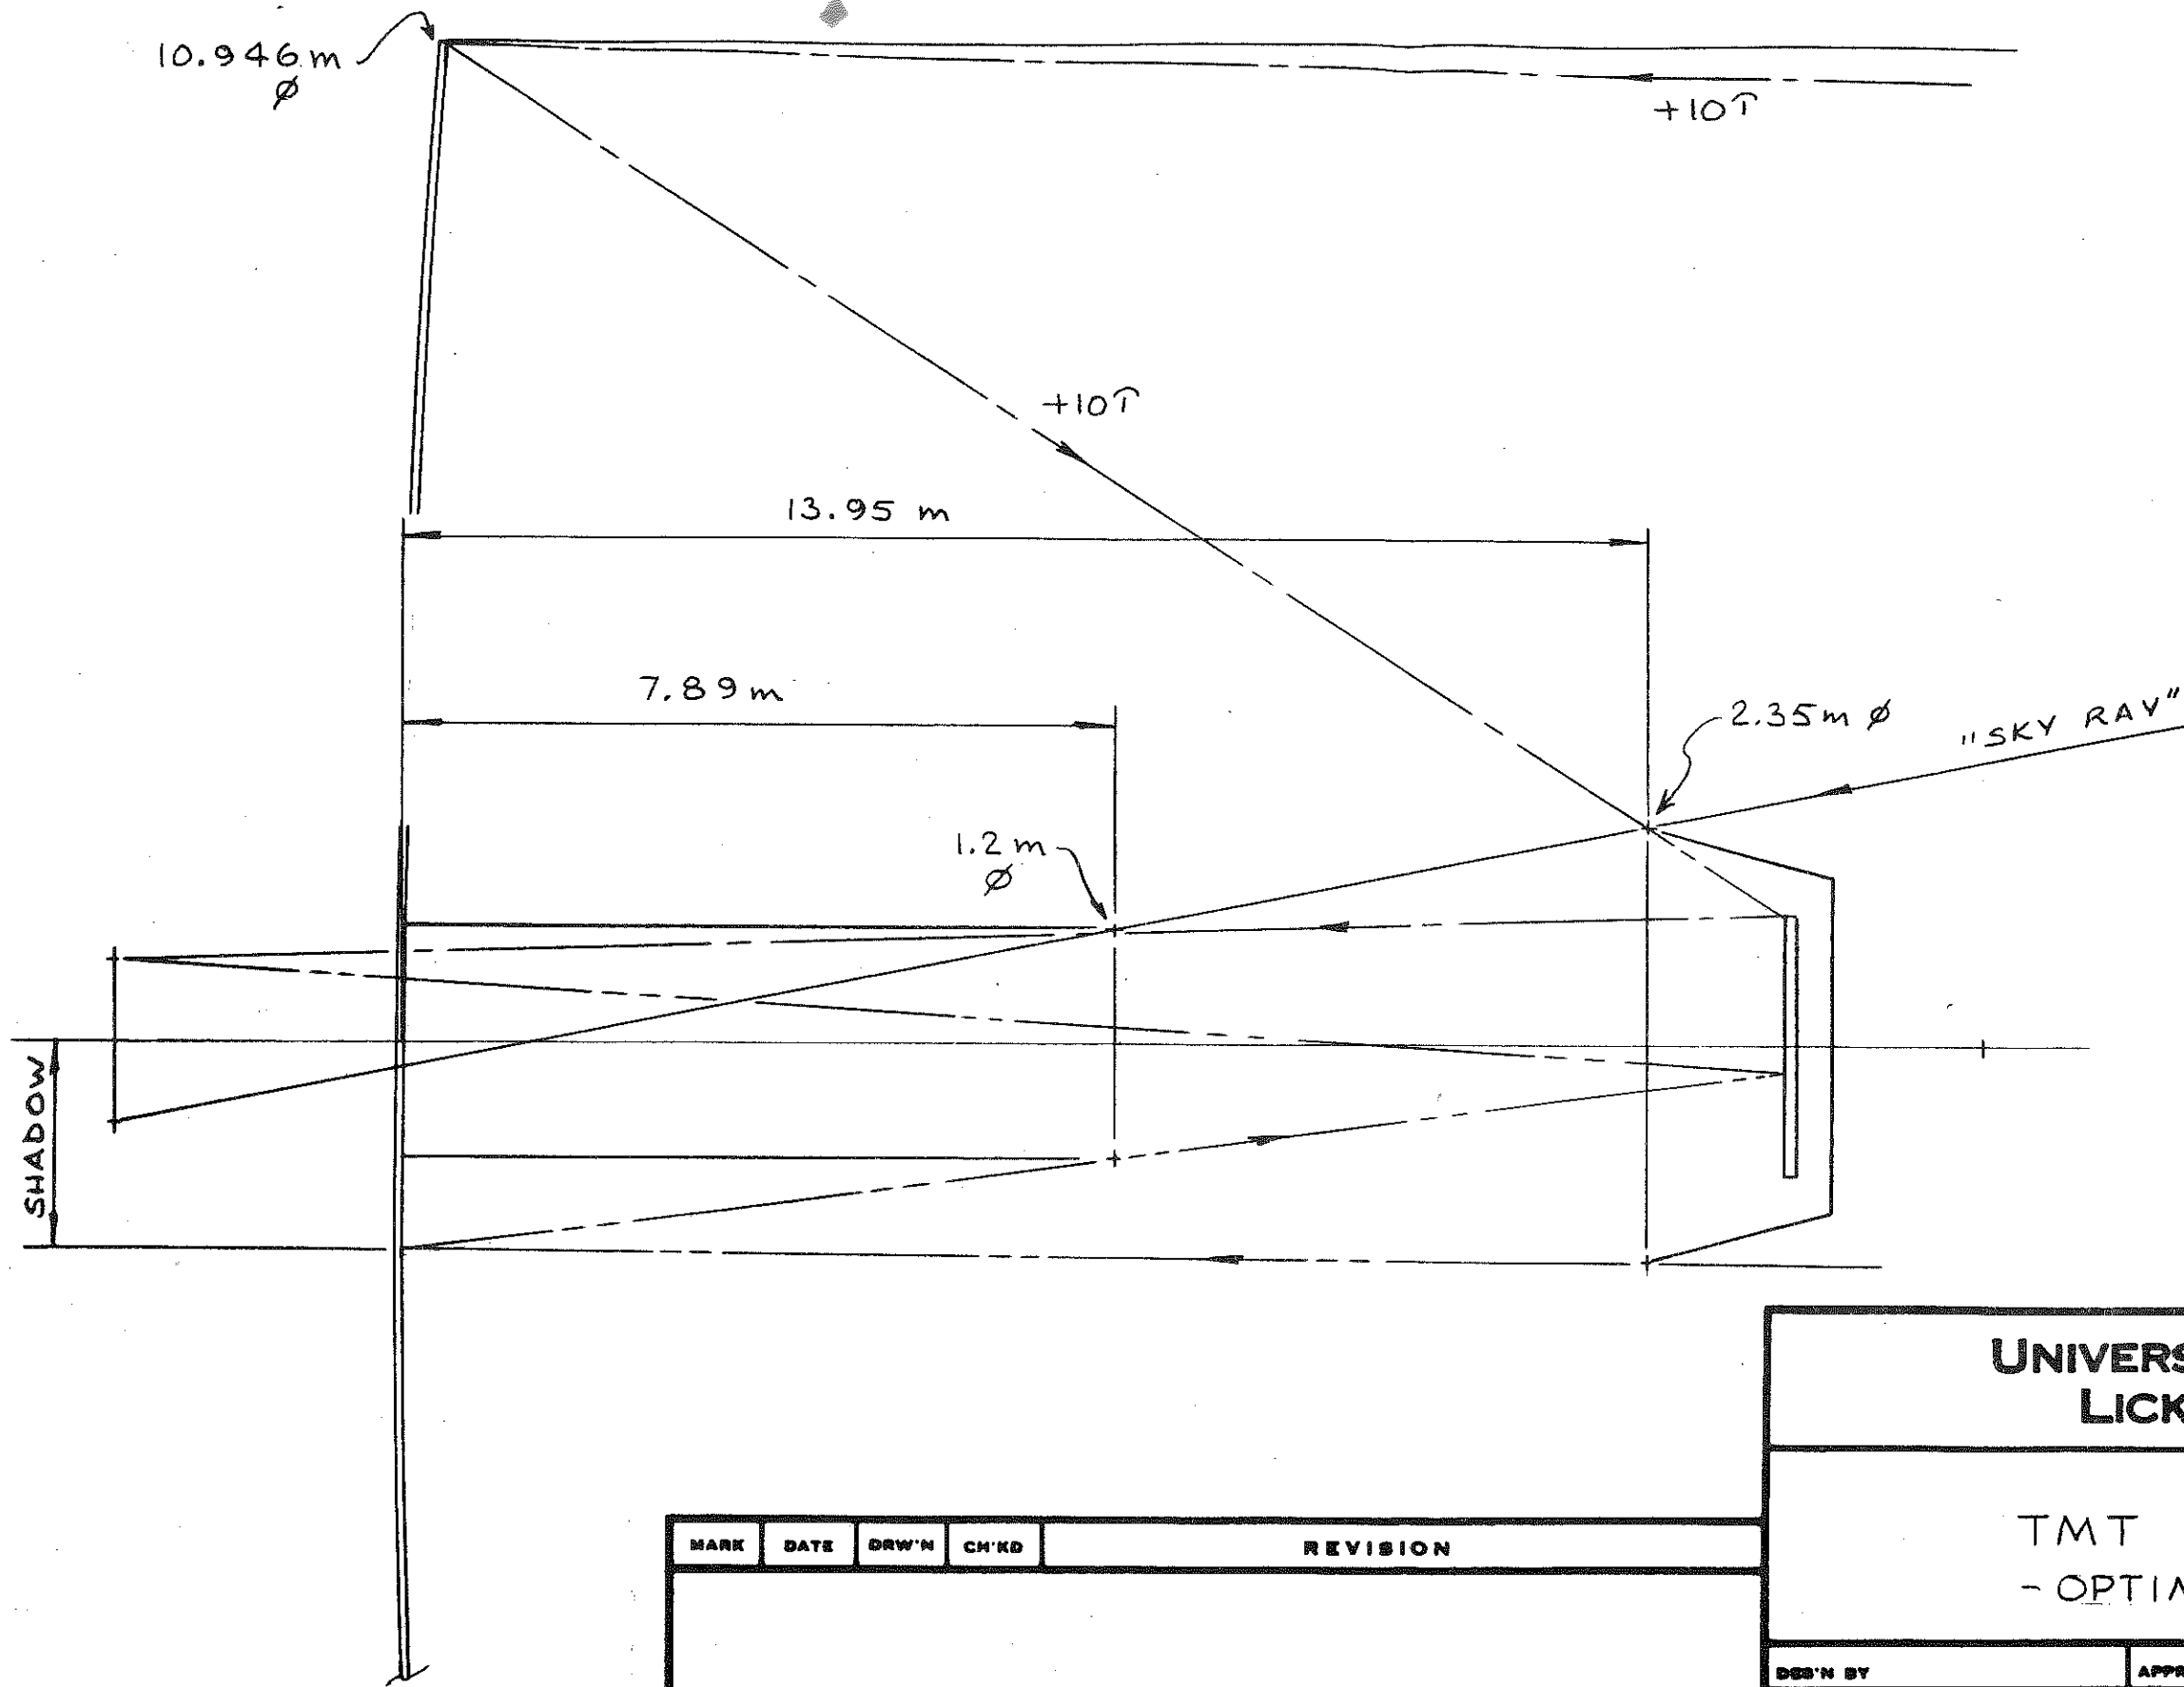 10.946 m
Ø
+10↑
+10↑
13.95 m
7.89 m
2.35 m Ø
"SKY RAY"
1.2 m
Ø
SHADOW
UNIVERS
LICK
TMT
MARK DATE DRW'N CH'KD REVISION
- OPTIM
DES'N BY APPR